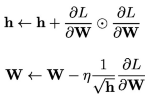 h ← h + ∂L/∂W ⊙ ∂L/∂W
W ← W − η 1/√h ∂L/∂W